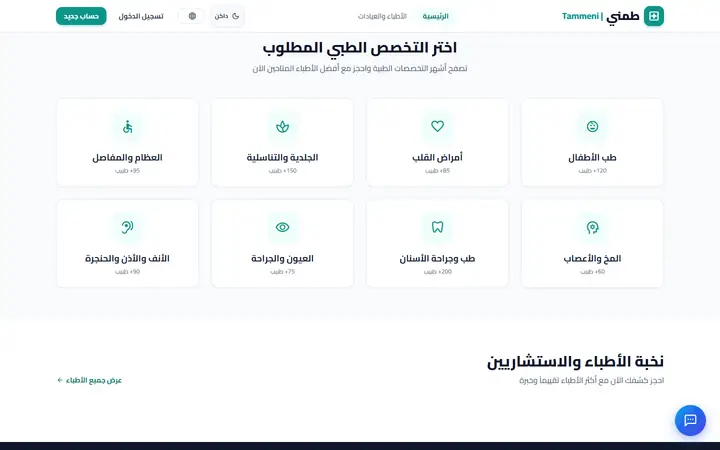 طمني | Tammeni
الرئيسية
الأطباء والعيادات
داكن
تسجيل الدخول
حساب جديد
اختر التخصص الطبي المطلوب
تصفح أشهر التخصصات الطبية واحجز مع أفضل الأطباء المتاحين الآن
طب الأطفال
+120 طبيب
أمراض القلب
+85 طبيب
الجلدية والتناسلية
+150 طبيب
العظام والمفاصل
+95 طبيب
المخ والأعصاب
+60 طبيب
طب وجراحة الأسنان
+200 طبيب
العيون والجراحة
+75 طبيب
الأنف والأذن والحنجرة
+90 طبيب
نخبة الأطباء والاستشاريين
احجز كشفك الآن مع أكثر الأطباء تقييماً وخبرة
عرض جميع الأطباء ←